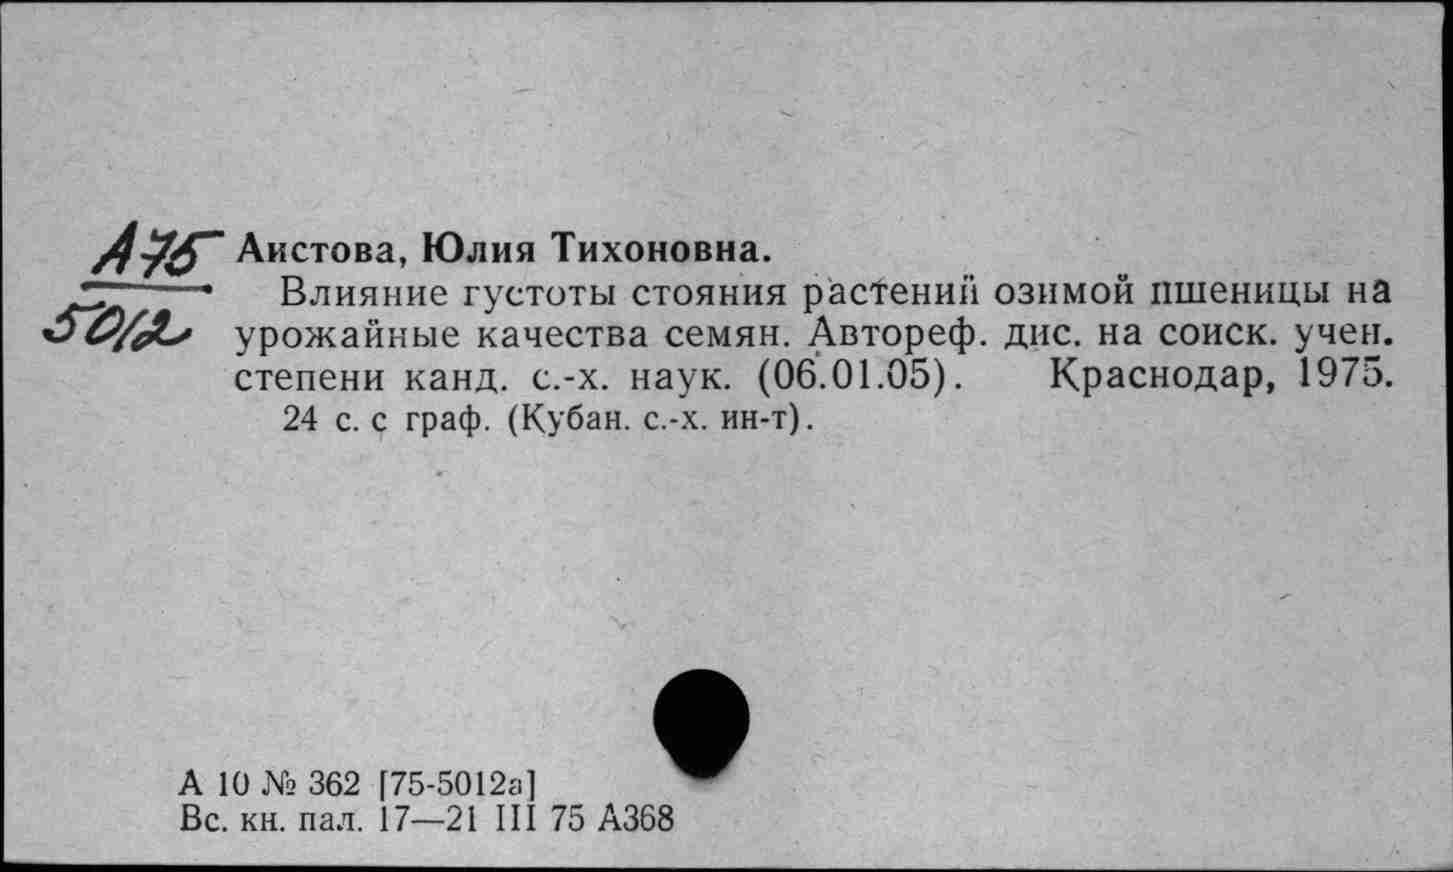 А75 Аистова, Юлия Тихоновна.
5012 Влияние густоты стояния растений озимой пшеницы на
урожайные качества семян. Автореф. дис. на соиск. учен.
степени канд. с.-х. наук. (06.01.05). Краснодар, 1975.
24 с. с граф. (Кубан. с.-х. ин-т).
А 10 № 362 [75-5012а]
Вс. кн. пал. 17—21 III 75 А368